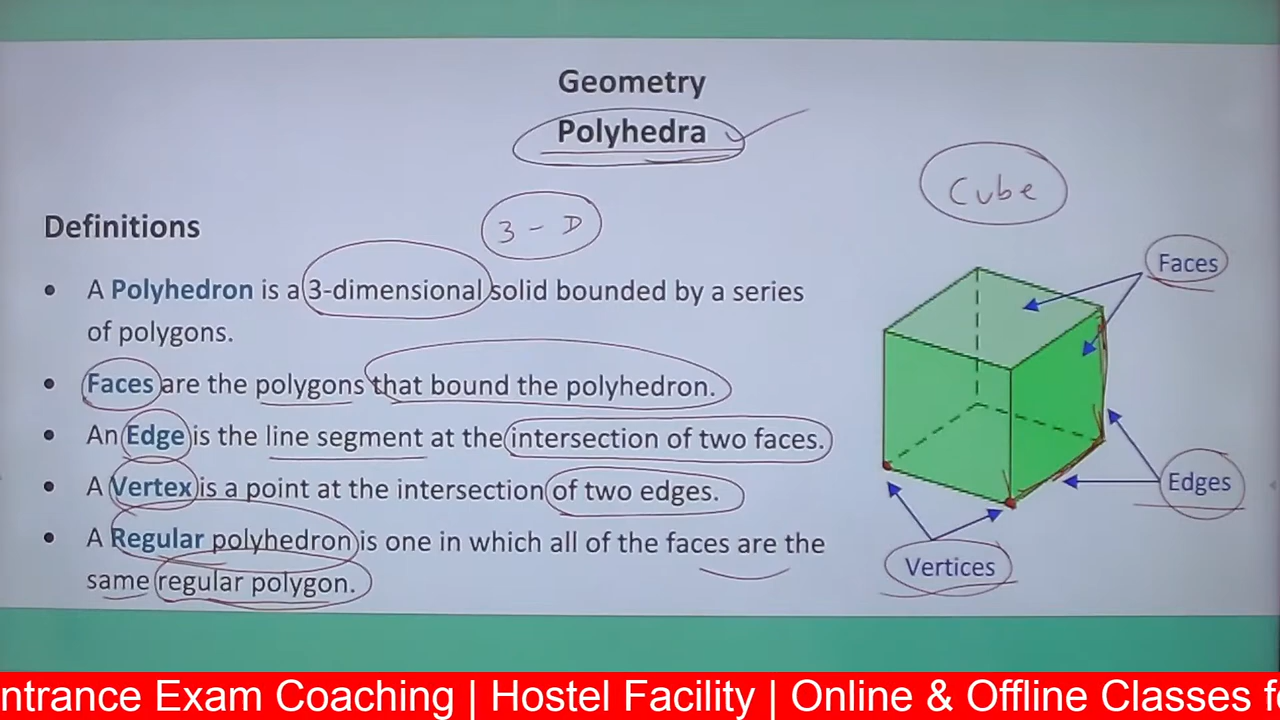 Geometry
Polyhedra
Cube
3 - D
Definitions
• A Polyhedron is a 3-dimensional solid bounded by a series
of polygons.
• Faces are the polygons that bound the polyhedron.
• An Edge is the line segment at the intersection of two faces.
• A Vertex is a point at the intersection of two edges.
• A Regular polyhedron is one in which all of the faces are the
same regular polygon.
Faces
Edges
Vertices
ntrance Exam Coaching | Hostel Facility | Online & Offline Classes f